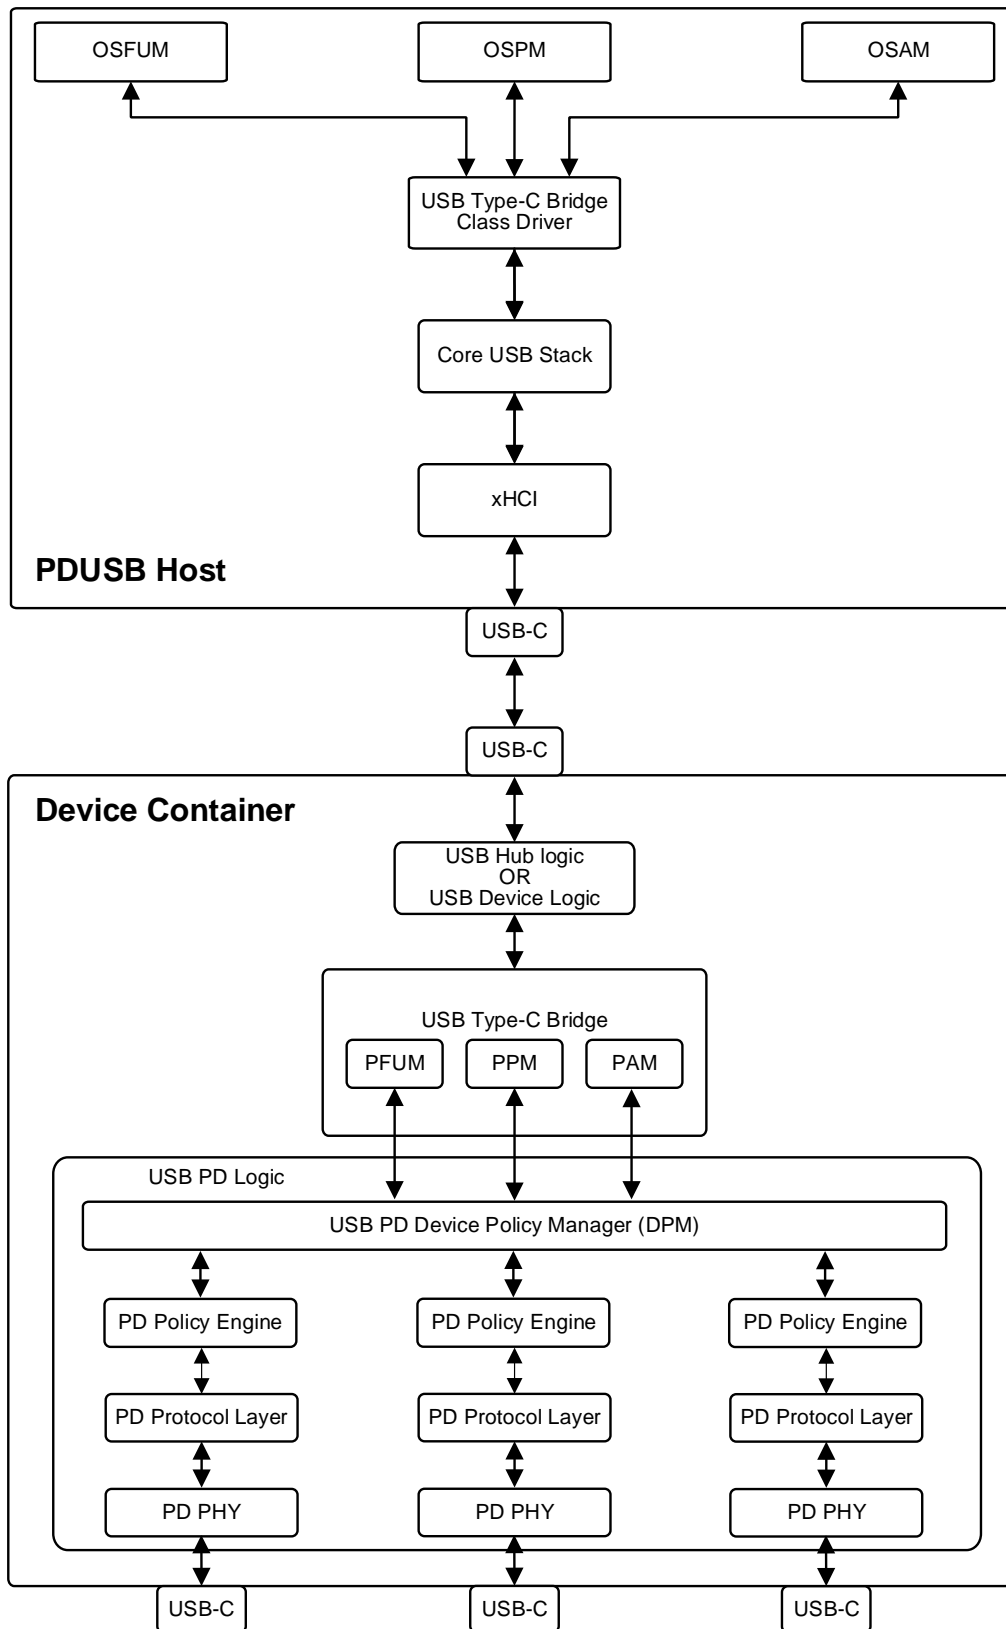 OSFUM
OSPM
OSAM
USB Type-C Bridge
Class Driver
Core USB Stack
xHCI
PDUSB Host
USB-C
USB-C
Device Container
USB Hub logic
OR
USB Device Logic
USB Type-C Bridge
PFUM
PPM
PAM
USB PD Logic
USB PD Device Policy Manager (DPM)
PD Policy Engine
PD Policy Engine
PD Policy Engine
PD Protocol Layer
PD Protocol Layer
PD Protocol Layer
PD PHY
PD PHY
PD PHY
USB-C
USB-C
USB-C